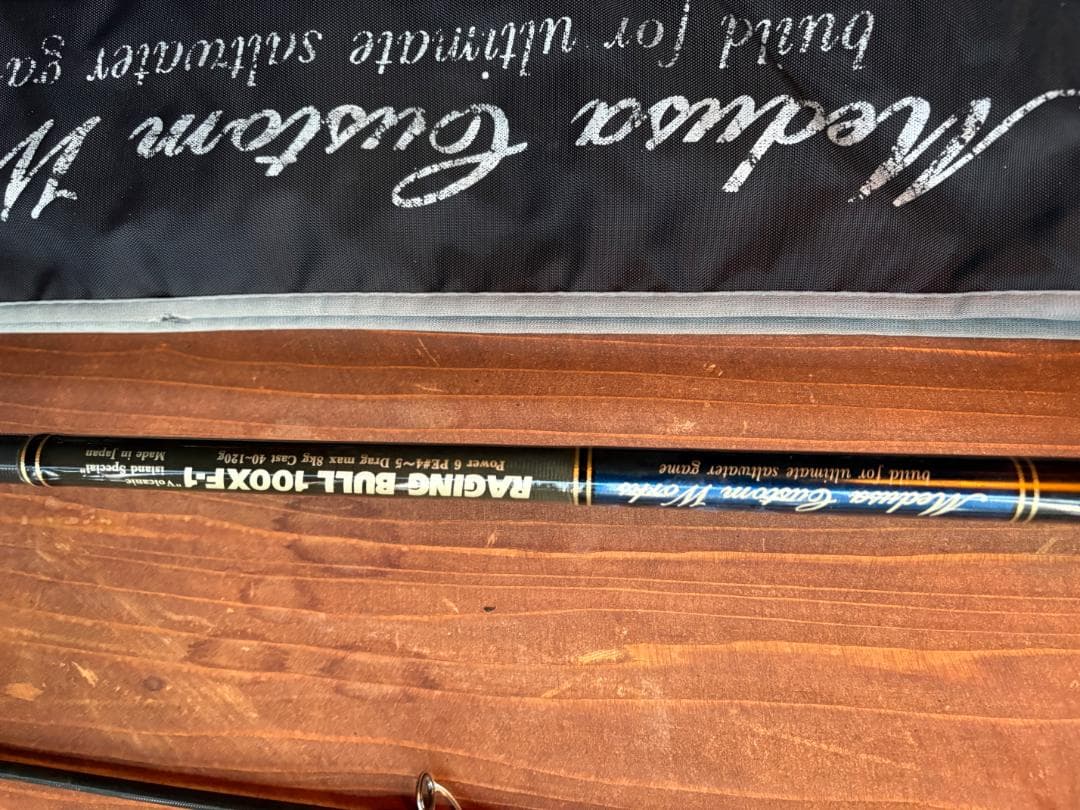 Medusa Custom W
build for ultimate saltwater ga
Medusa Custom Works
build for ultimate saltwater game
RAGING BULL 100XF-1
Power 6 PE#4~5 Drag max 8kg Cast 40~120g
"Volcanic
Island Special"
Made in Japan